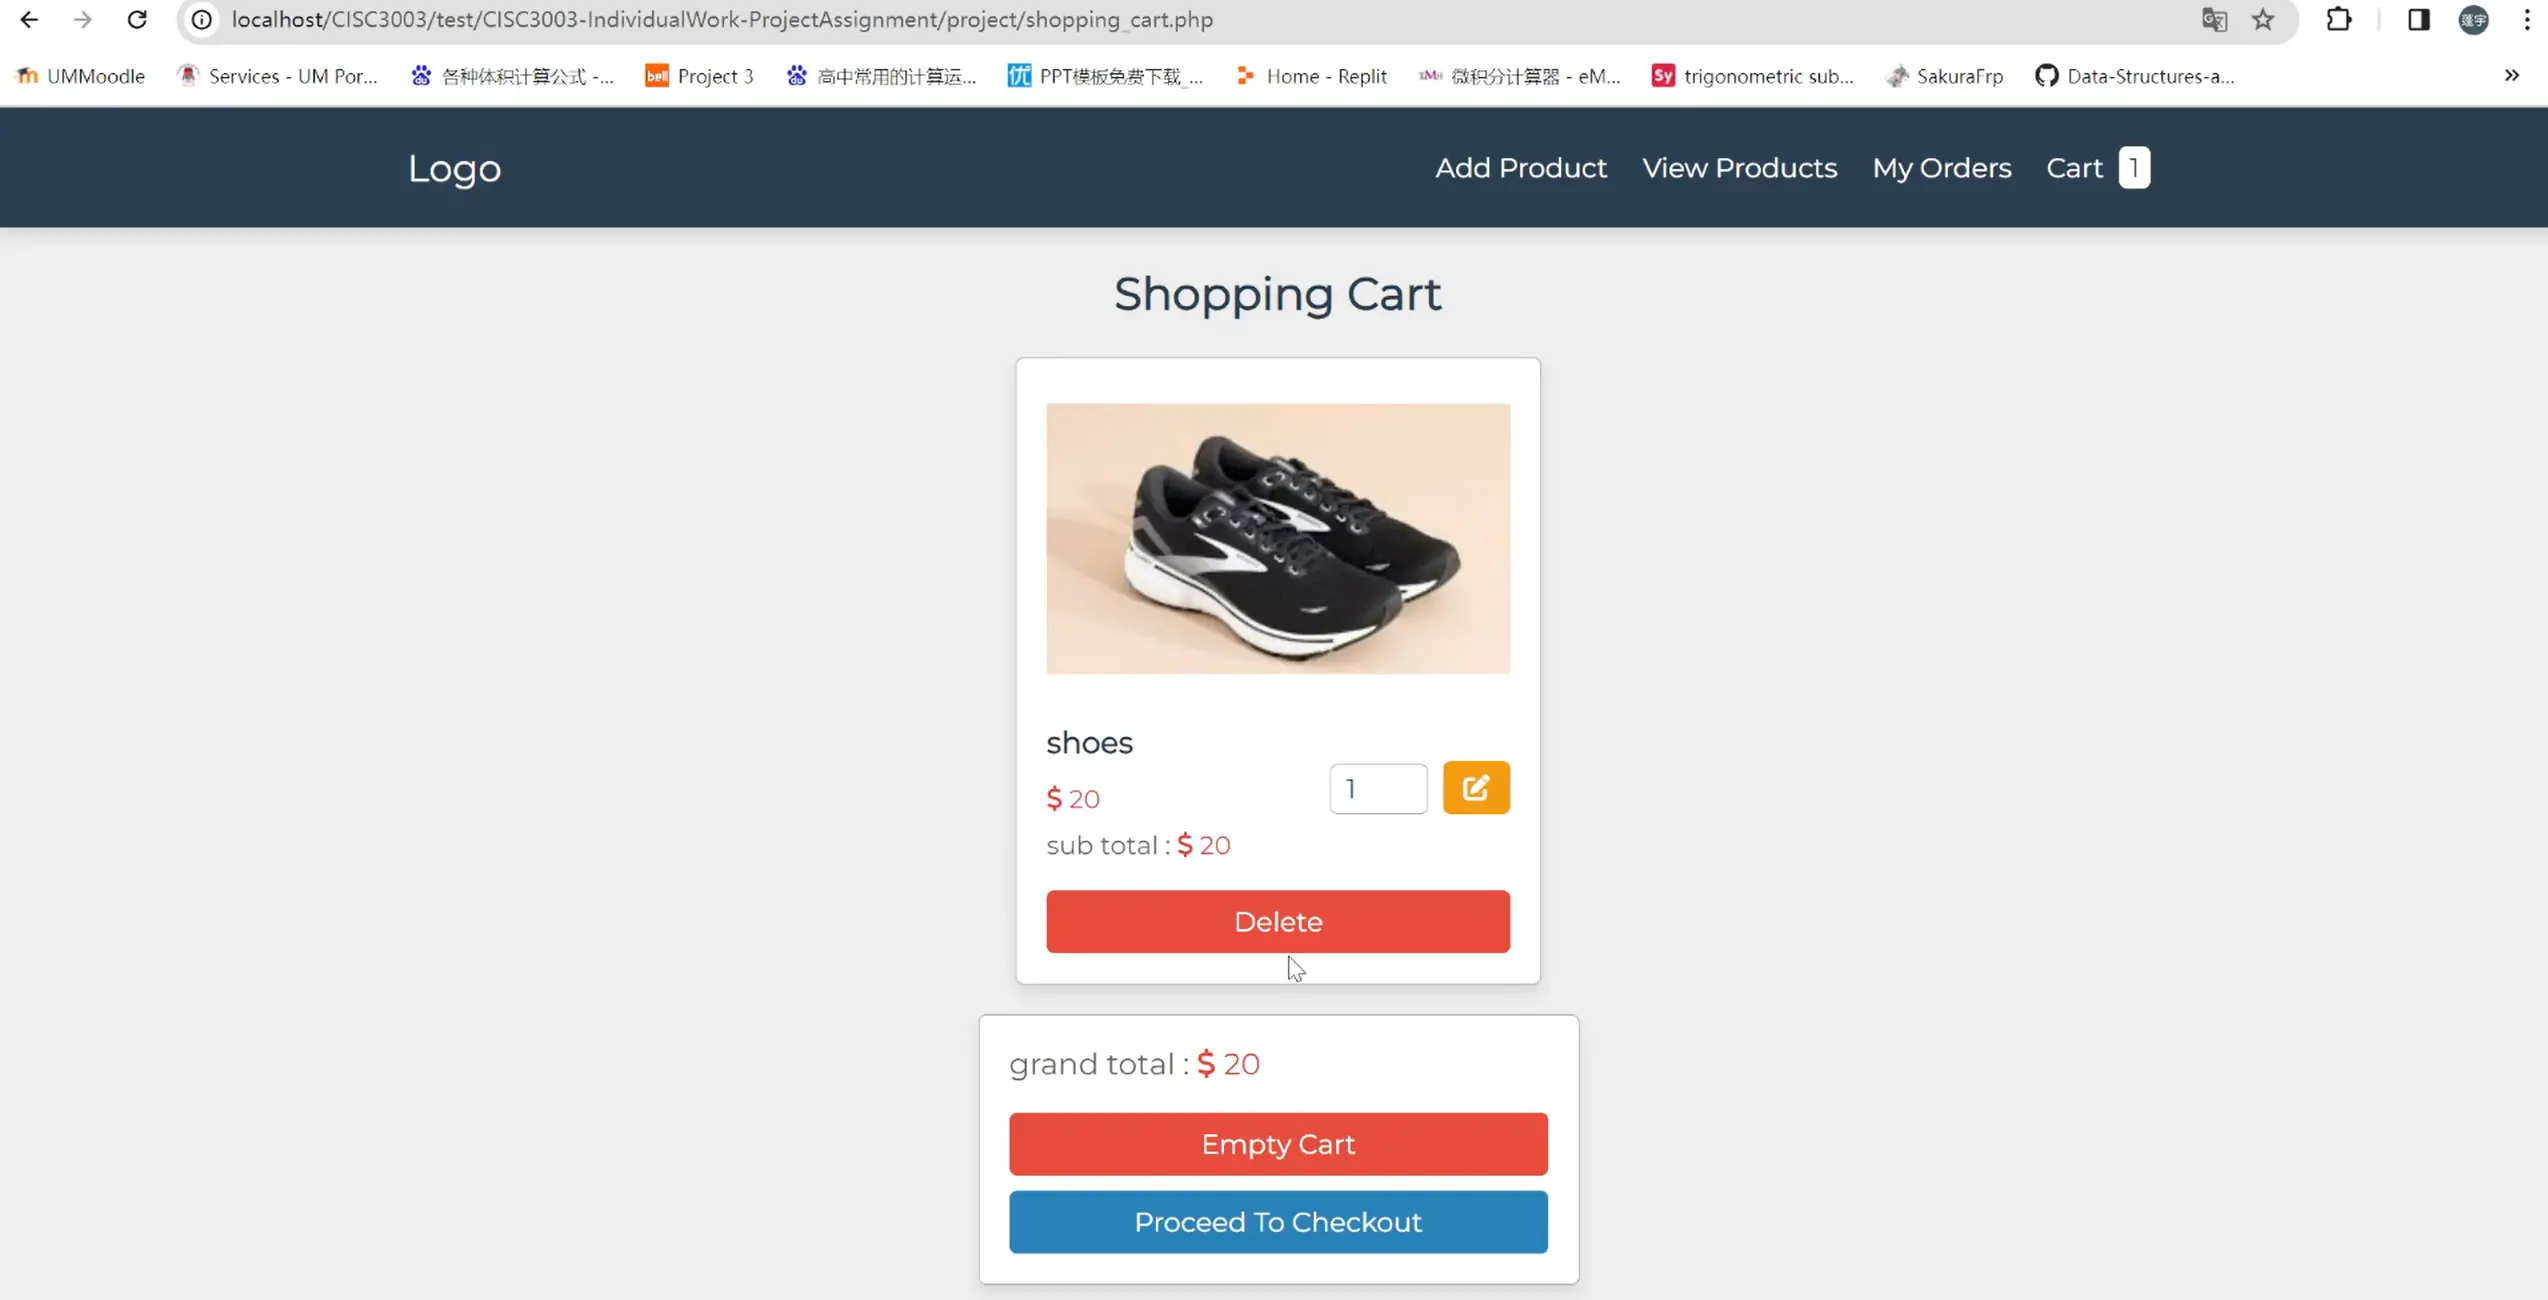 localhost/CISC3003/test/CISC3003-IndividualWork-ProjectAssignment/project/shopping_cart.php
UMMoodle Services - UM Por... 各种体积计算公式 -... Project 3 高中常用的计算运... PPT模板免费下载_... Home - Replit 微积分计算器 - eM... trigonometric sub... SakuraFrp Data-Structures-a...
Logo Add Product View Products My Orders Cart 1
Shopping Cart
shoes
$ 20 1
sub total : $ 20
Delete
grand total : $ 20
Empty Cart
Proceed To Checkout